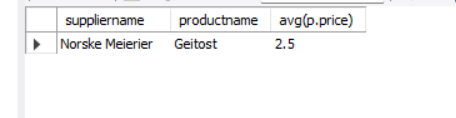 suppliername productname avg(p.price)
Norske Meierier Geitost 2.5